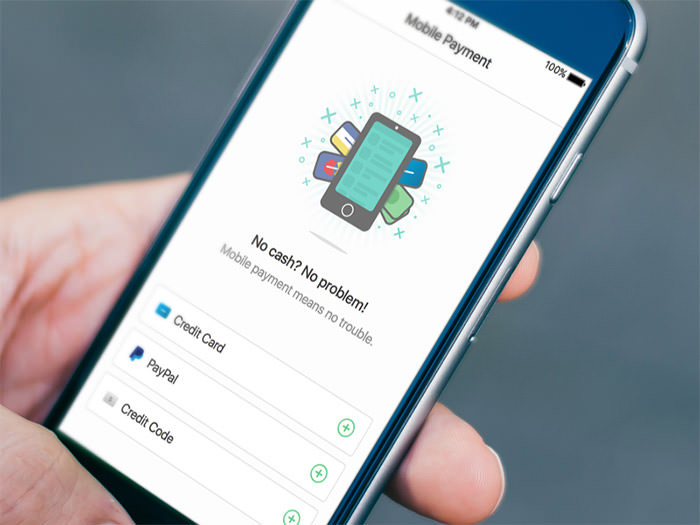 4:12 PM
100%
Mobile Payment
No cash? No problem!
Mobile payment means no trouble.
Credit Card
PayPal
Credit Code